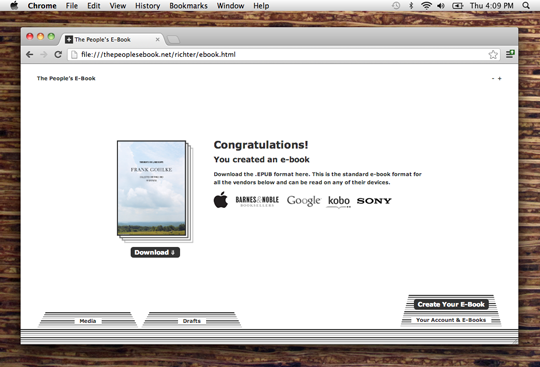 Chrome File Edit View History Bookmarks Window Help Thu 4:09 PM
The People's E-Book
file:///thepeoplesebook.net/richter/ebook.html
The People's E-Book - +
Congratulations!
You created an e-book
Download the .EPUB format here. This is the standard e-book format for
all the vendors below and can be read on any of their devices.
FRANK GOHLKE
BARNES & NOBLE
BOOKSELLERS
Google
kobo
SONY
Download
Create Your E-Book
Media
Drafts
Your Account & E-Books